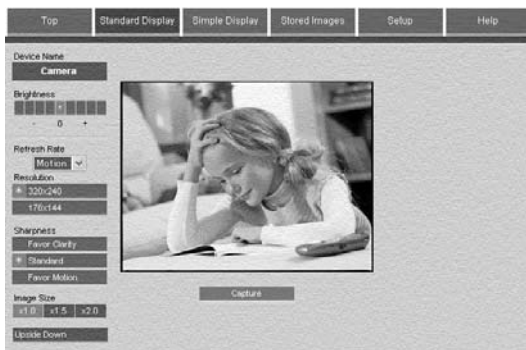 Top Standard Display Simple Display Stored Images Setup Help
Device Name
Camera
Brightness
- 0 +
Refresh Rate
Motion
Resolution
320x240
176x144
Sharpness
Favor Clarity
Standard
Favor Motion
Image Size
x1.0 x1.5 x2.0
Upside Down
Capture